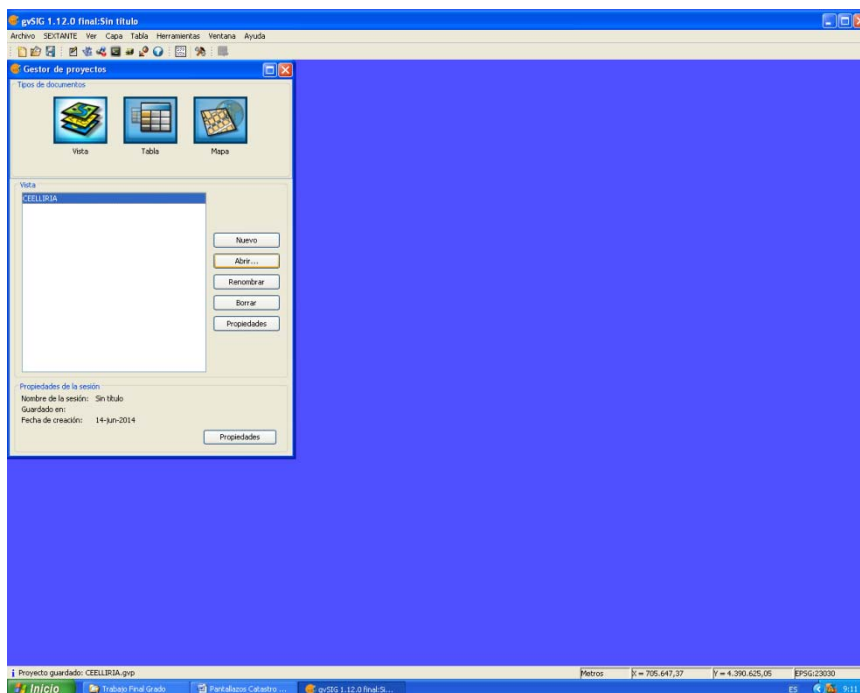 gvSIG 1.12.0 final:Sin título
Archivo SEXTANTE Ver Capa Tabla Herramientas Ventana Ayuda
Gestor de proyectos
Tipos de documentos
Vista Tabla Mapa
Vista
CEELLIRIA
Nuevo
Abrir...
Renombrar
Borrar
Propiedades
Propiedades de la sesión
Nombre de la sesión: Sin título
Guardado en:
Fecha de creación: 14-jun-2014
Propiedades
Proyecto guardado: CEELLIRIA.gvp Metros X = 705.647,37 Y = 4.390.625,05 EPSG:23030
Inicio Trabajo Final Grado Pantallazos Catastro ... gvSIG 1.12.0 final:Si... ES 9:11